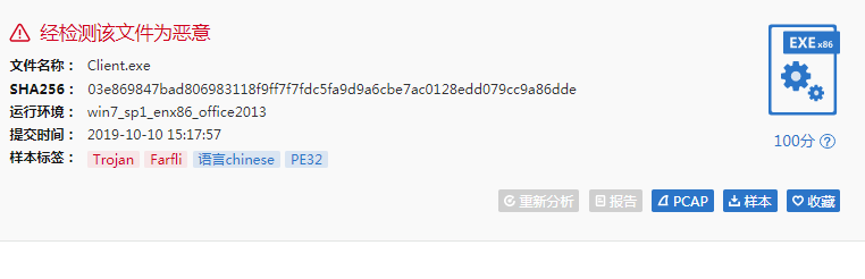 经检测该文件为恶意
文件名称： Client.exe
EXE x86
SHA256： 03e869847bad806983118f9ff7f7fdc5fa9d9a6cbe7ac0128edd079cc9a86dde
运行环境： win7_sp1_enx86_office2013
提交时间： 2019-10-10 15:17:57
100分 ?
样本标签： Trojan Farfli 语言chinese PE32
重新分析 报告 PCAP 样本 收藏